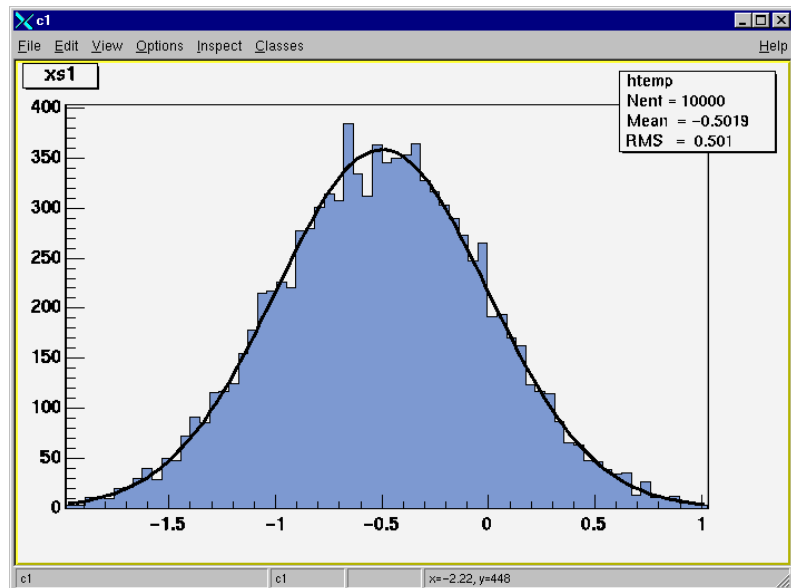 c1
File Edit View Options Inspect Classes Help
xs1
htemp
Nent = 10000
Mean = −0.5019
RMS = 0.501
400
350
300
250
200
150
100
50
0
−1.5 −1 −0.5 0 0.5 1
c1 c1 x=-2.22, y=448